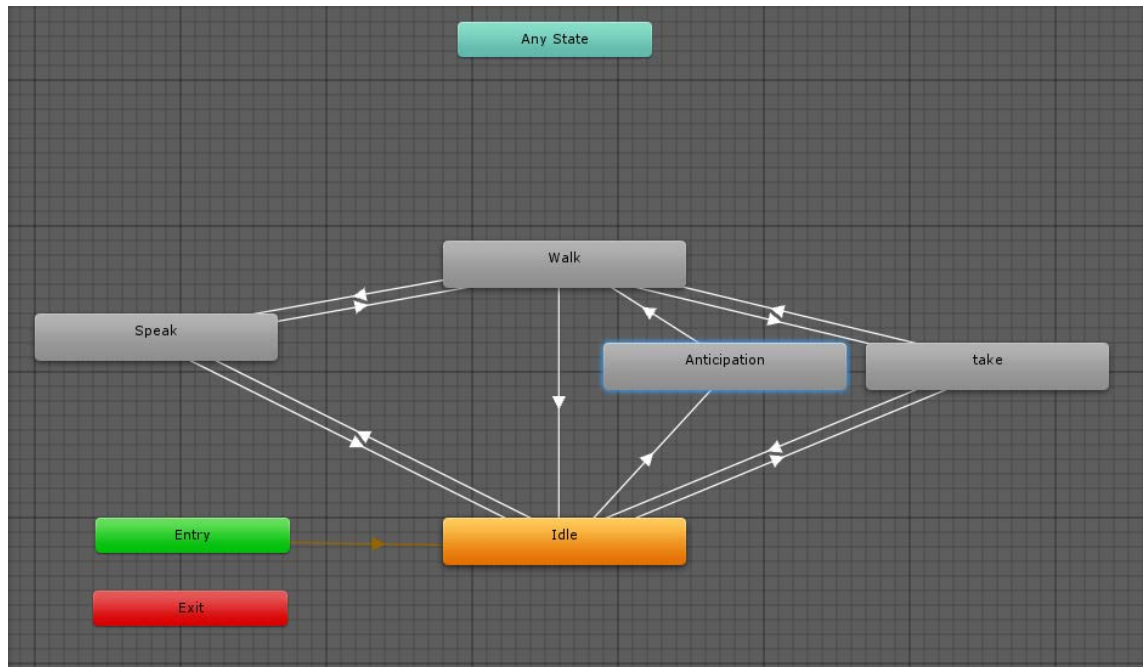 Any State
Walk
Speak
Anticipation
take
Entry
Idle
Exit